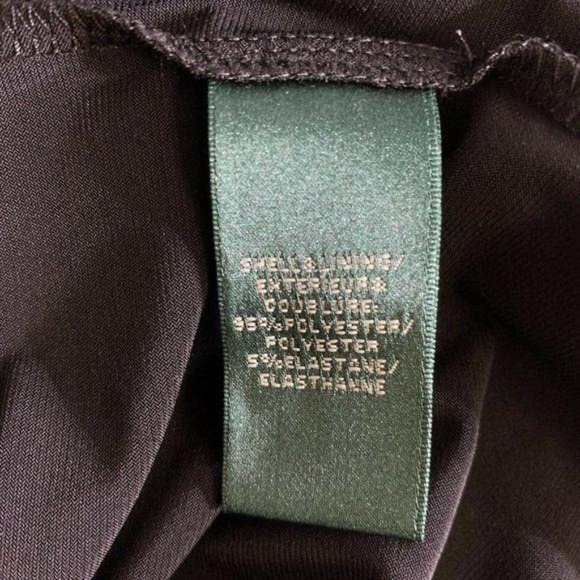 SHELL&LINING/
EXTERIEUR&
DOUBLURE:
95%POLYESTER/
POLYESTER
5%ELASTANE/
ELASTHANNE